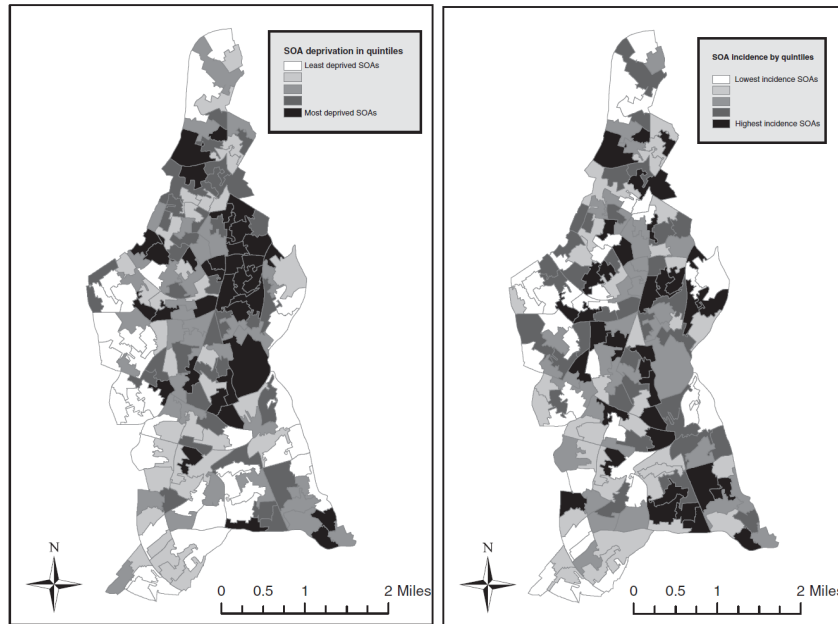 SOA deprivation in quintiles
Least deprived SOAs
Most deprived SOAs
N
0 0.5 1 2 Miles
SOA incidence by quintiles
Lowest incidence SOAs
Highest incidence SOAs
N
0 0.5 1 2 Miles